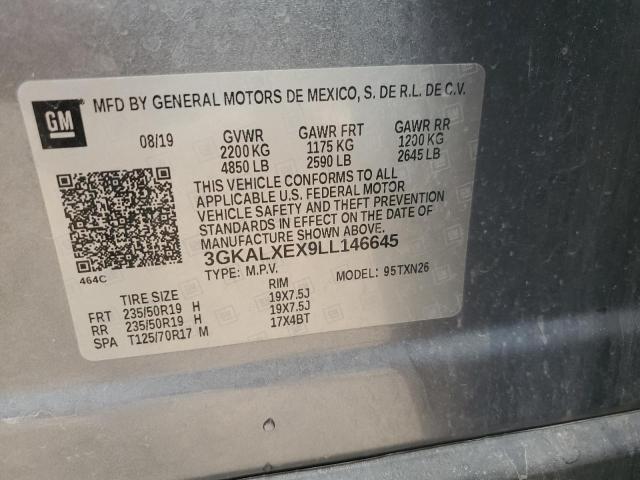 GM
MFD BY GENERAL MOTORS DE MEXICO, S. DE R.L. DE C.V.
08/19 GVWR GAWR FRT GAWR RR
2200 KG 1175 KG 1200 KG
4850 LB 2590 LB 2645 LB
THIS VEHICLE CONFORMS TO ALL
APPLICABLE U.S. FEDERAL MOTOR
VEHICLE SAFETY AND THEFT PREVENTION
STANDARDS IN EFFECT ON THE DATE OF
MANUFACTURE SHOWN ABOVE.
3GKALXEX9LL146645
464C TYPE: M.P.V. MODEL: 95TXN26
TIRE SIZE RIM
FRT 235/50R19 H 19X7.5J
RR 235/50R19 H 19X7.5J
SPA T125/70R17 M 17X4BT